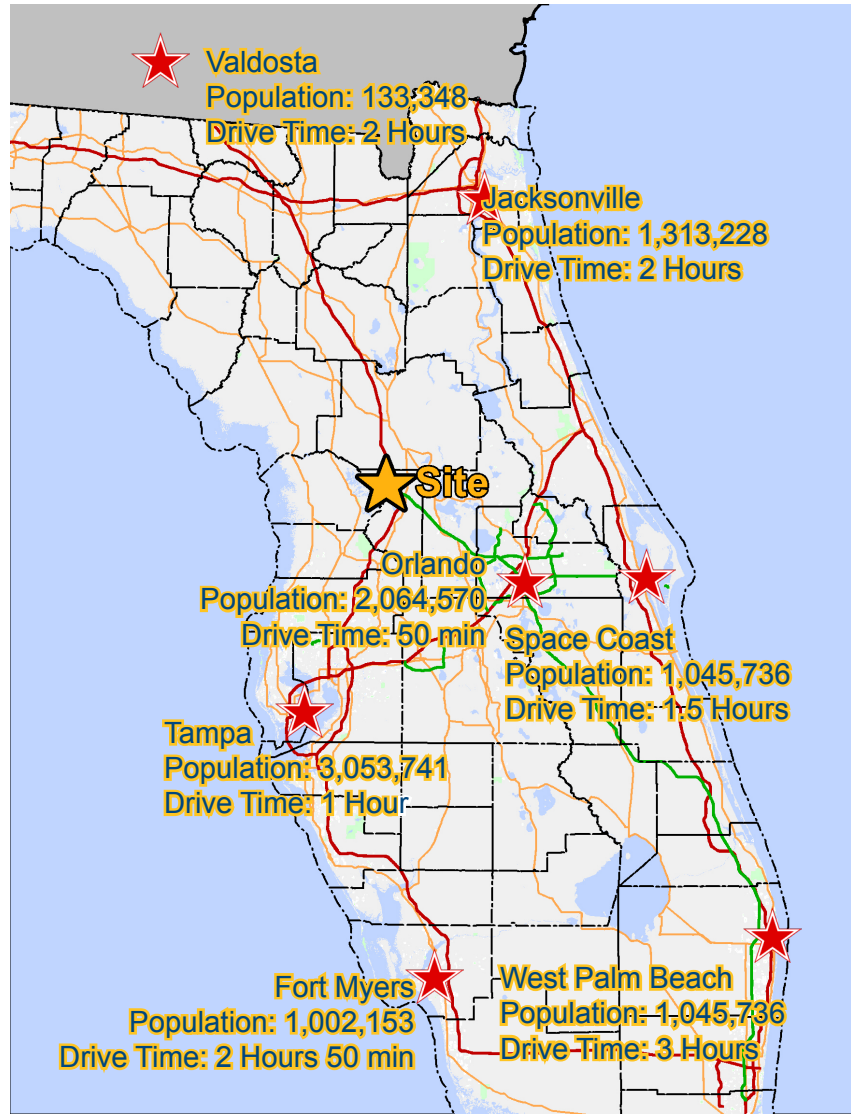 Valdosta
Population: 133,348
Drive Time: 2 Hours
Jacksonville
Population: 1,313,228
Drive Time: 2 Hours
Site
Orlando
Population: 2,064,570
Drive Time: 50 min
Space Coast
Population: 1,045,736
Drive Time: 1.5 Hours
Tampa
Population: 3,053,741
Drive Time: 1 Hour
Fort Myers
Population: 1,002,153
Drive Time: 2 Hours 50 min
West Palm Beach
Population: 1,045,736
Drive Time: 3 Hours